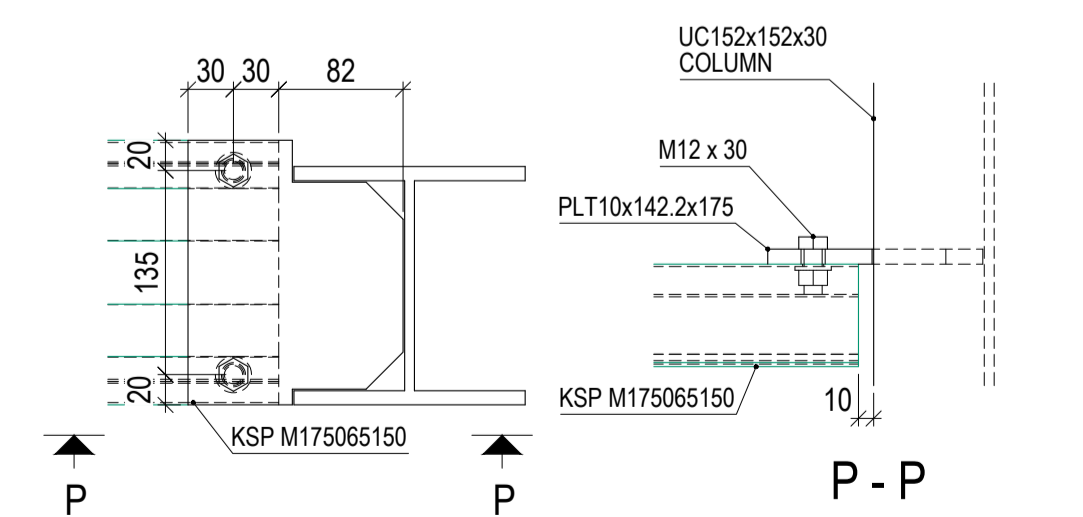 30
30
82
20
135
20
KSP M175065150
P
P
UC152x152x30
COLUMN
M12 x 30
PLT10x142.2x175
KSP M175065150
10
P - P